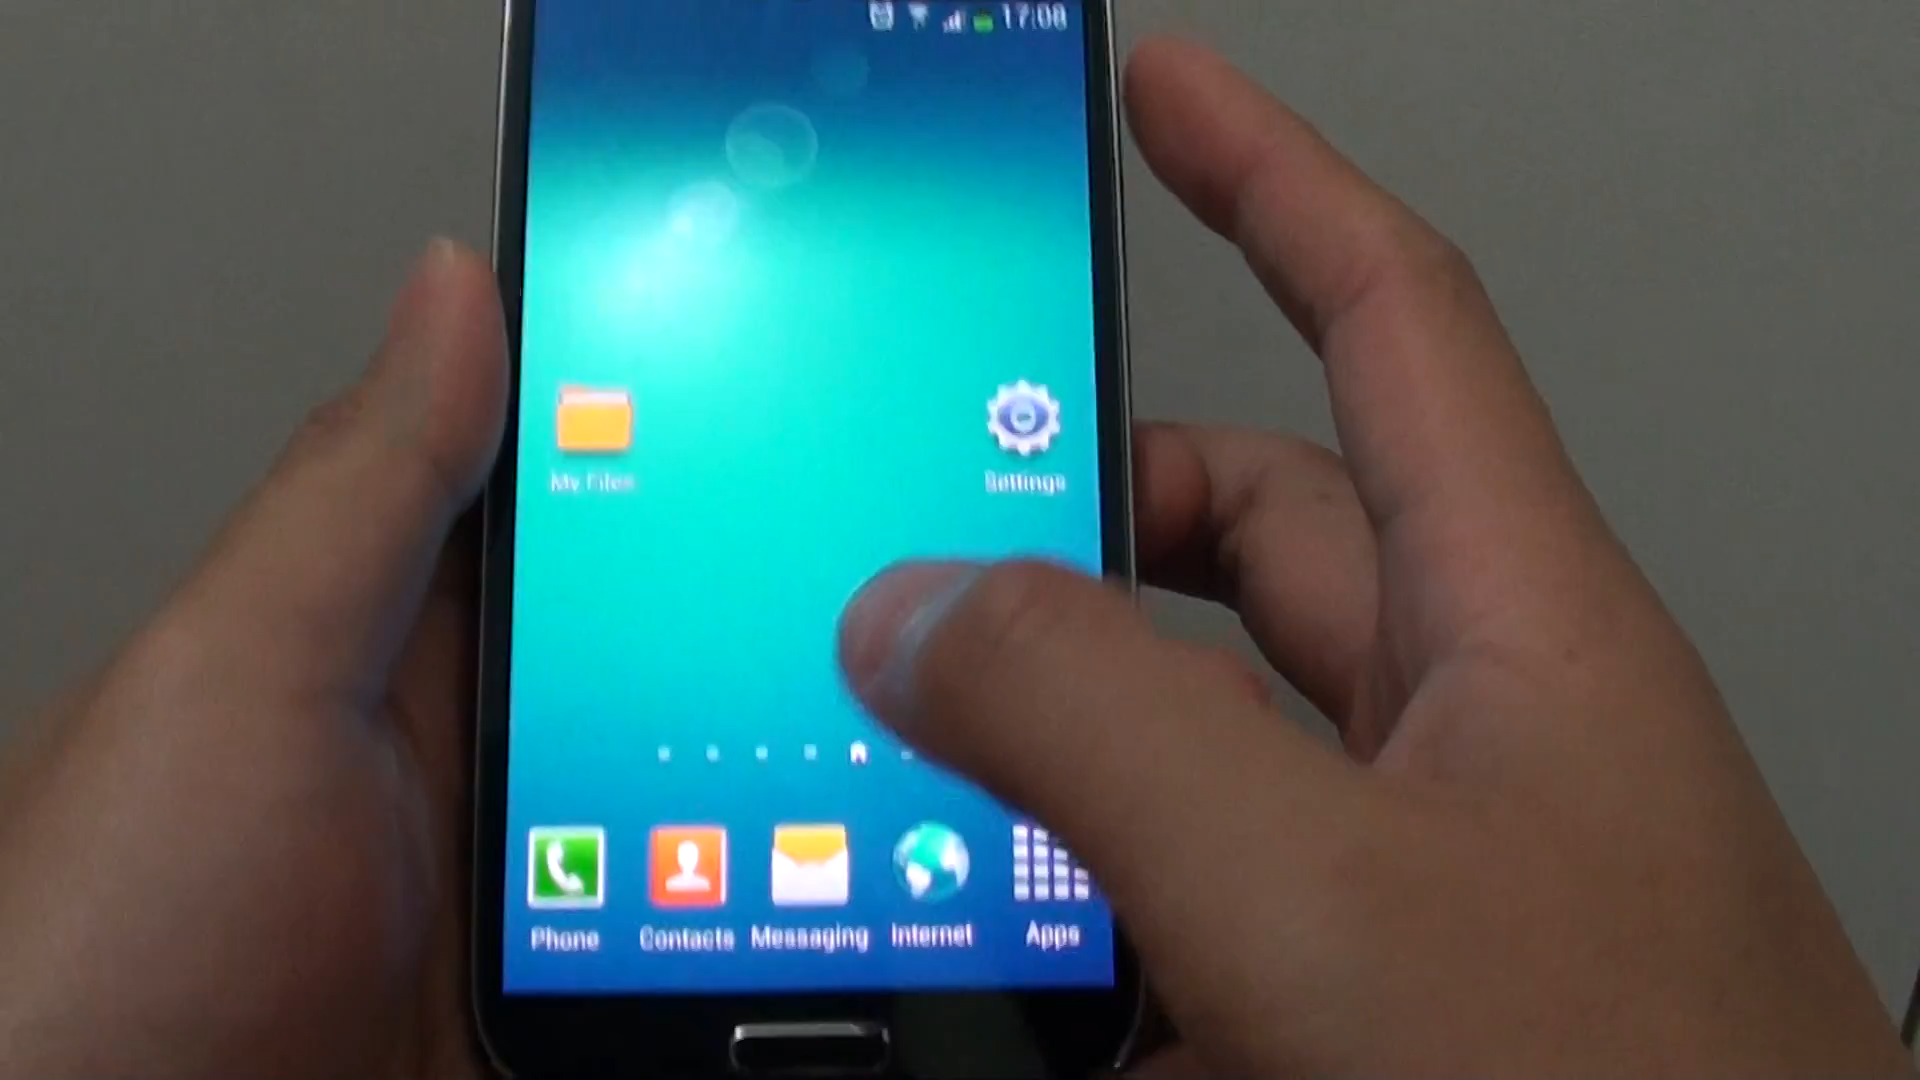 17:08
My Files
Settings
Phone
Contacts
Messaging
Internet
Apps